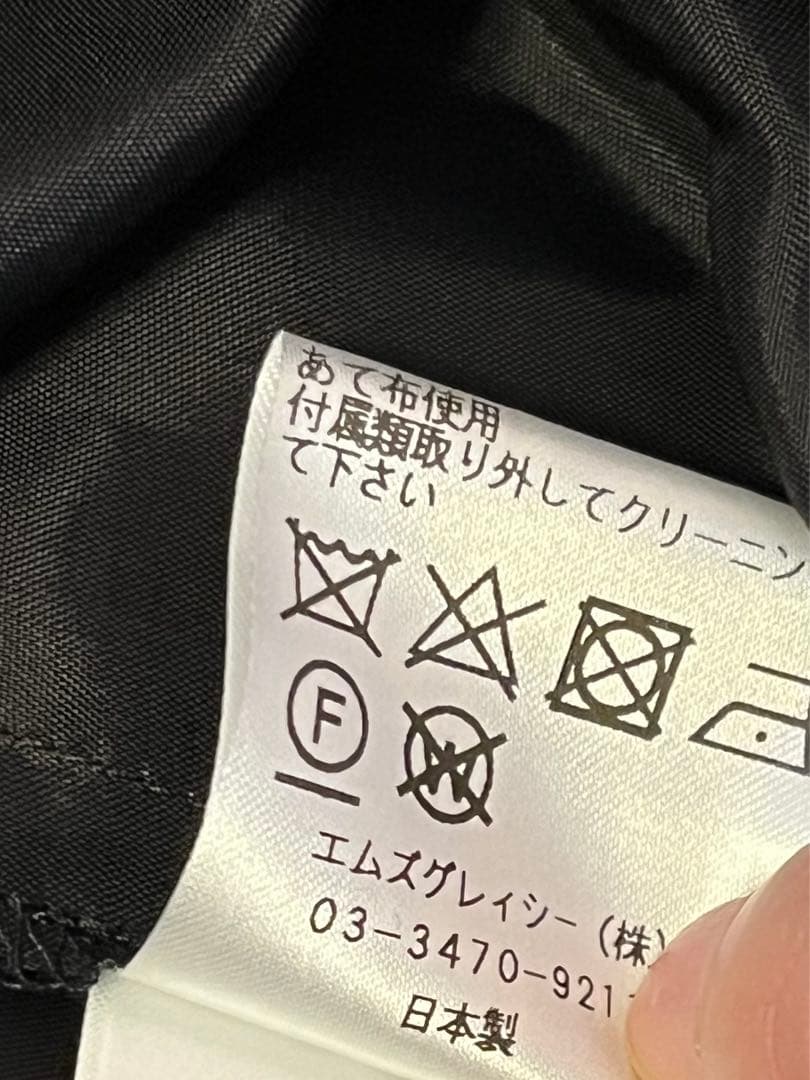 あて布使用
付属類取り外してクリーニン
て下さい
F
W
エムズグレイシー(株)
03-3470-921
日本製